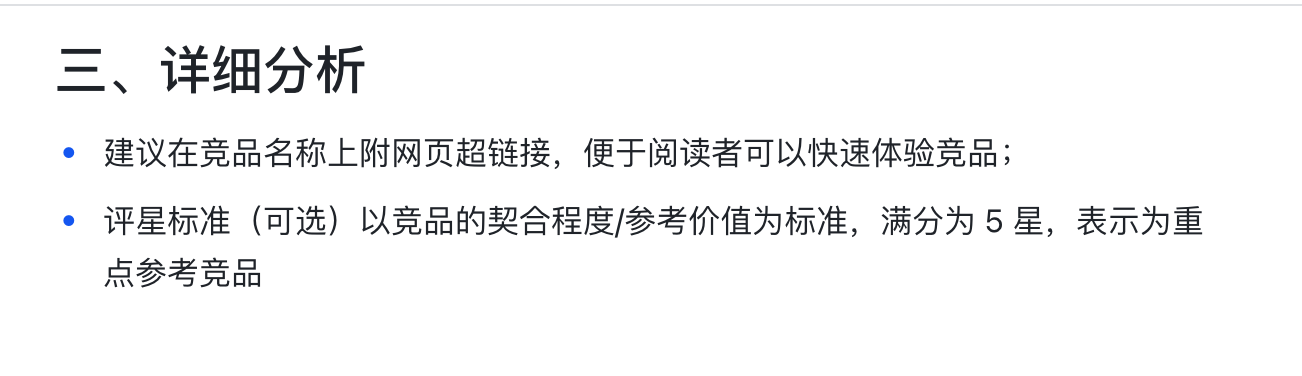 三、详细分析
建议在竞品名称上附网页超链接，便于阅读者可以快速体验竞品；
评星标准（可选）以竞品的契合程度/参考价值为标准，满分为 5 星，表示为重
点参考竞品